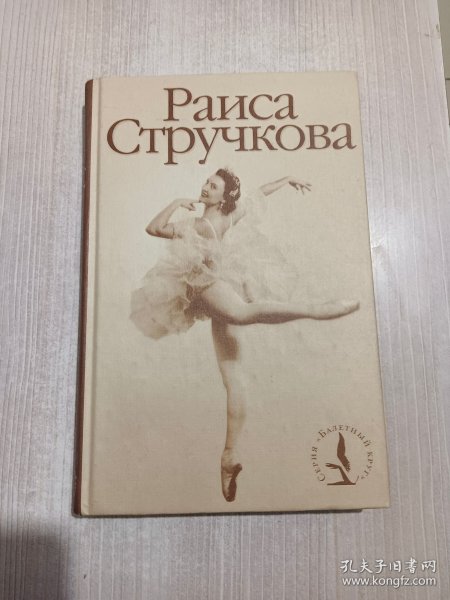 Раиса
Стручкова
Серия «Балетный круг»
孔夫子旧书网
www.kongfz.com